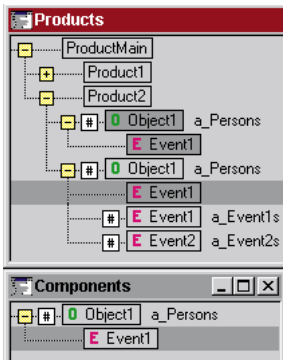 Products
ProductMain
Product1
Product2
# O Object1 a_Persons
E Event1
# O Object1 a_Persons
E Event1
# E Event1 a_Event1s
# E Event2 a_Event2s
Components
# O Object1 a_Persons
E Event1